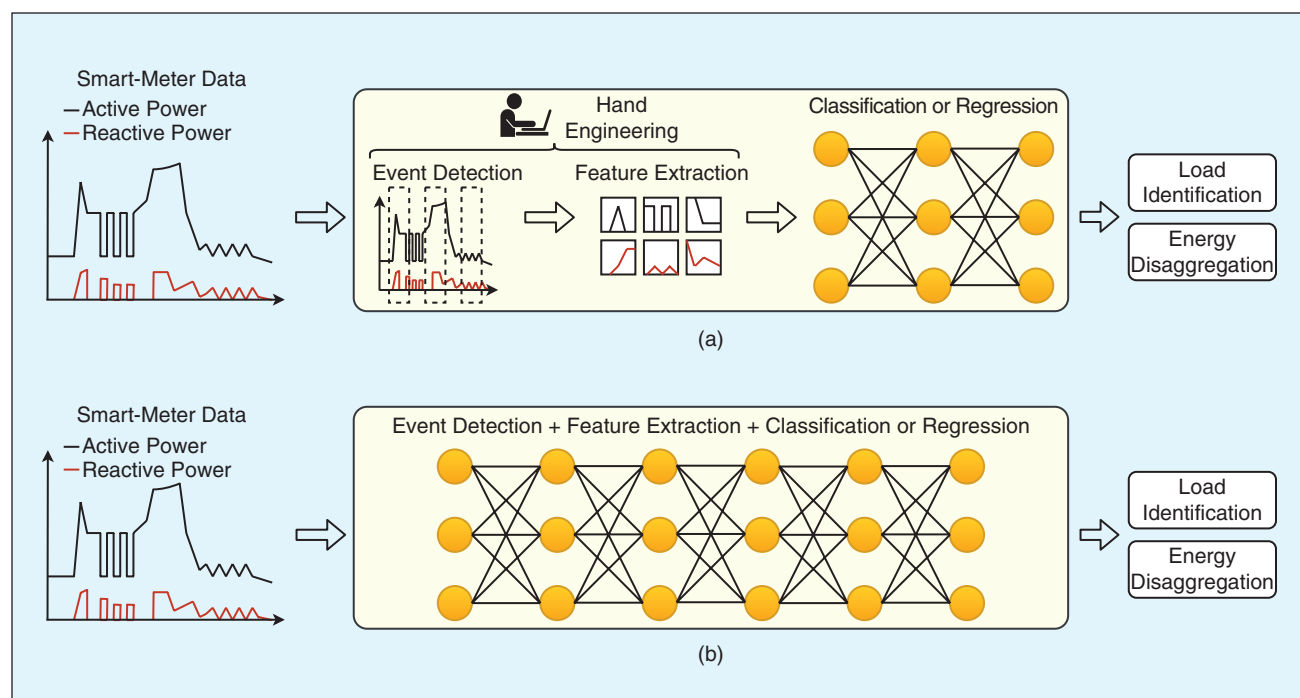 Smart-Meter Data
Active Power
Reactive Power
Hand
Engineering
Event Detection
Feature Extraction
Classification or Regression
Load
Identification
Energy
Disaggregation
(a)
Smart-Meter Data
Active Power
Reactive Power
Event Detection + Feature Extraction + Classification or Regression
Load
Identification
Energy
Disaggregation
(b)